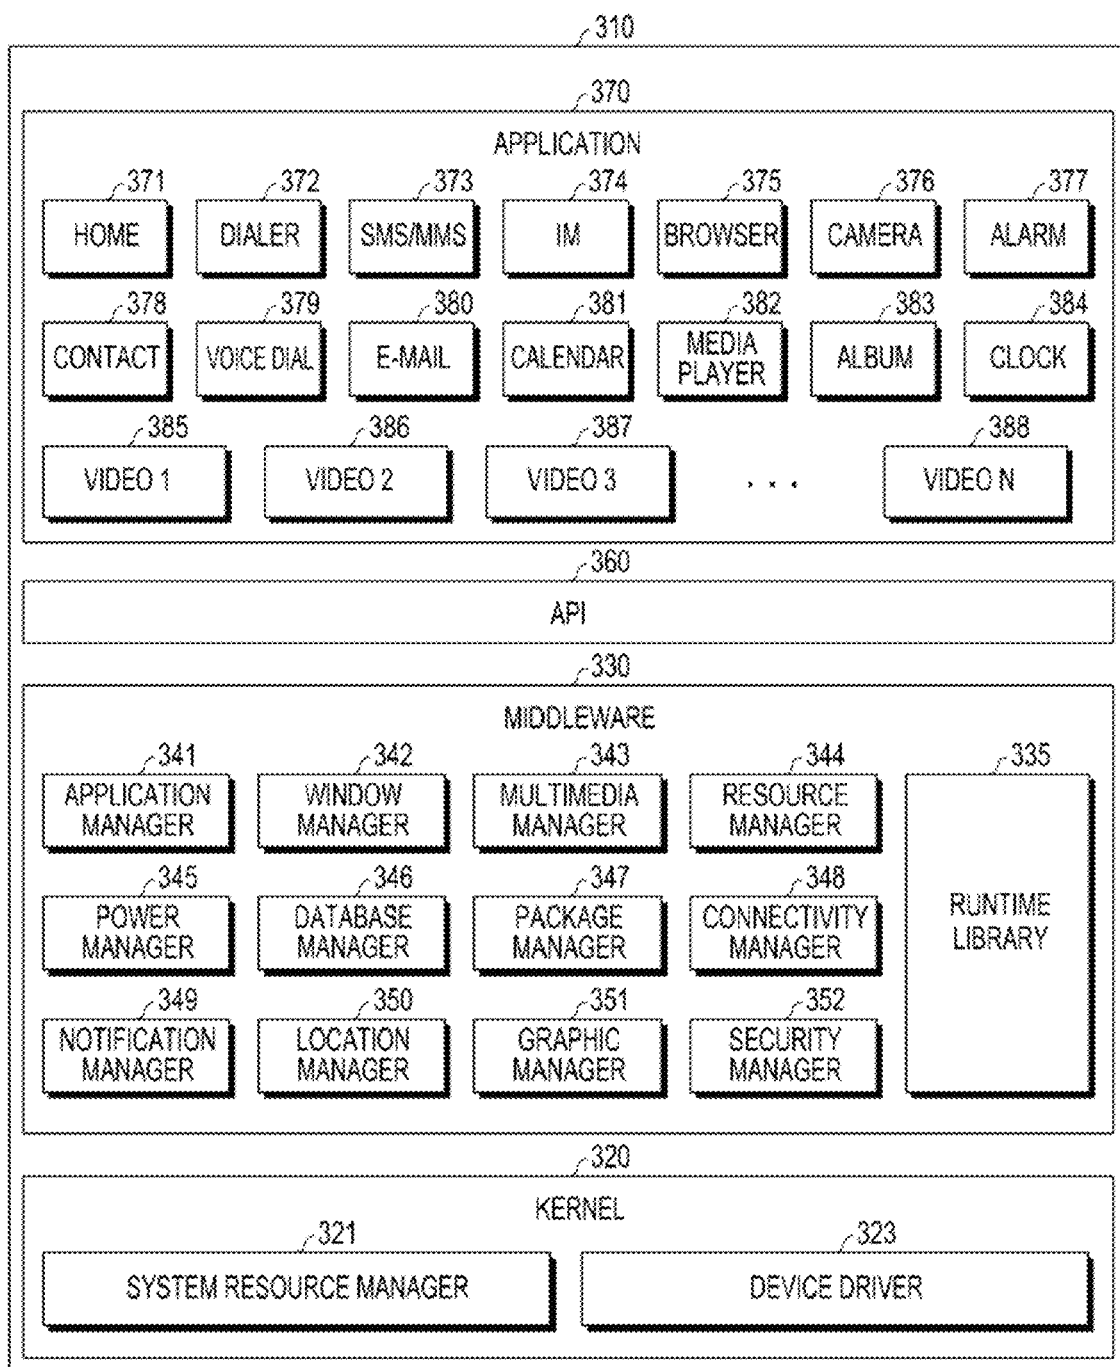 310
370
APPLICATION
371 372 373 374 375 376 377
HOME DIALER SMS/MMS IM BROWSER CAMERA ALARM
378 379 380 381 382 383 384
CONTACT VOICE DIAL E-MAIL CALENDAR MEDIA PLAYER ALBUM CLOCK
385 386 387 388
VIDEO 1 VIDEO 2 VIDEO 3 . . . VIDEO N
360
API
330
MIDDLEWARE
341 342 343 344 335
APPLICATION MANAGER WINDOW MANAGER MULTIMEDIA MANAGER RESOURCE MANAGER
345 346 347 348
POWER MANAGER DATABASE MANAGER PACKAGE MANAGER CONNECTIVITY MANAGER RUNTIME LIBRARY
349 350 351 352
NOTIFICATION MANAGER LOCATION MANAGER GRAPHIC MANAGER SECURITY MANAGER
320
KERNEL
321 323
SYSTEM RESOURCE MANAGER DEVICE DRIVER